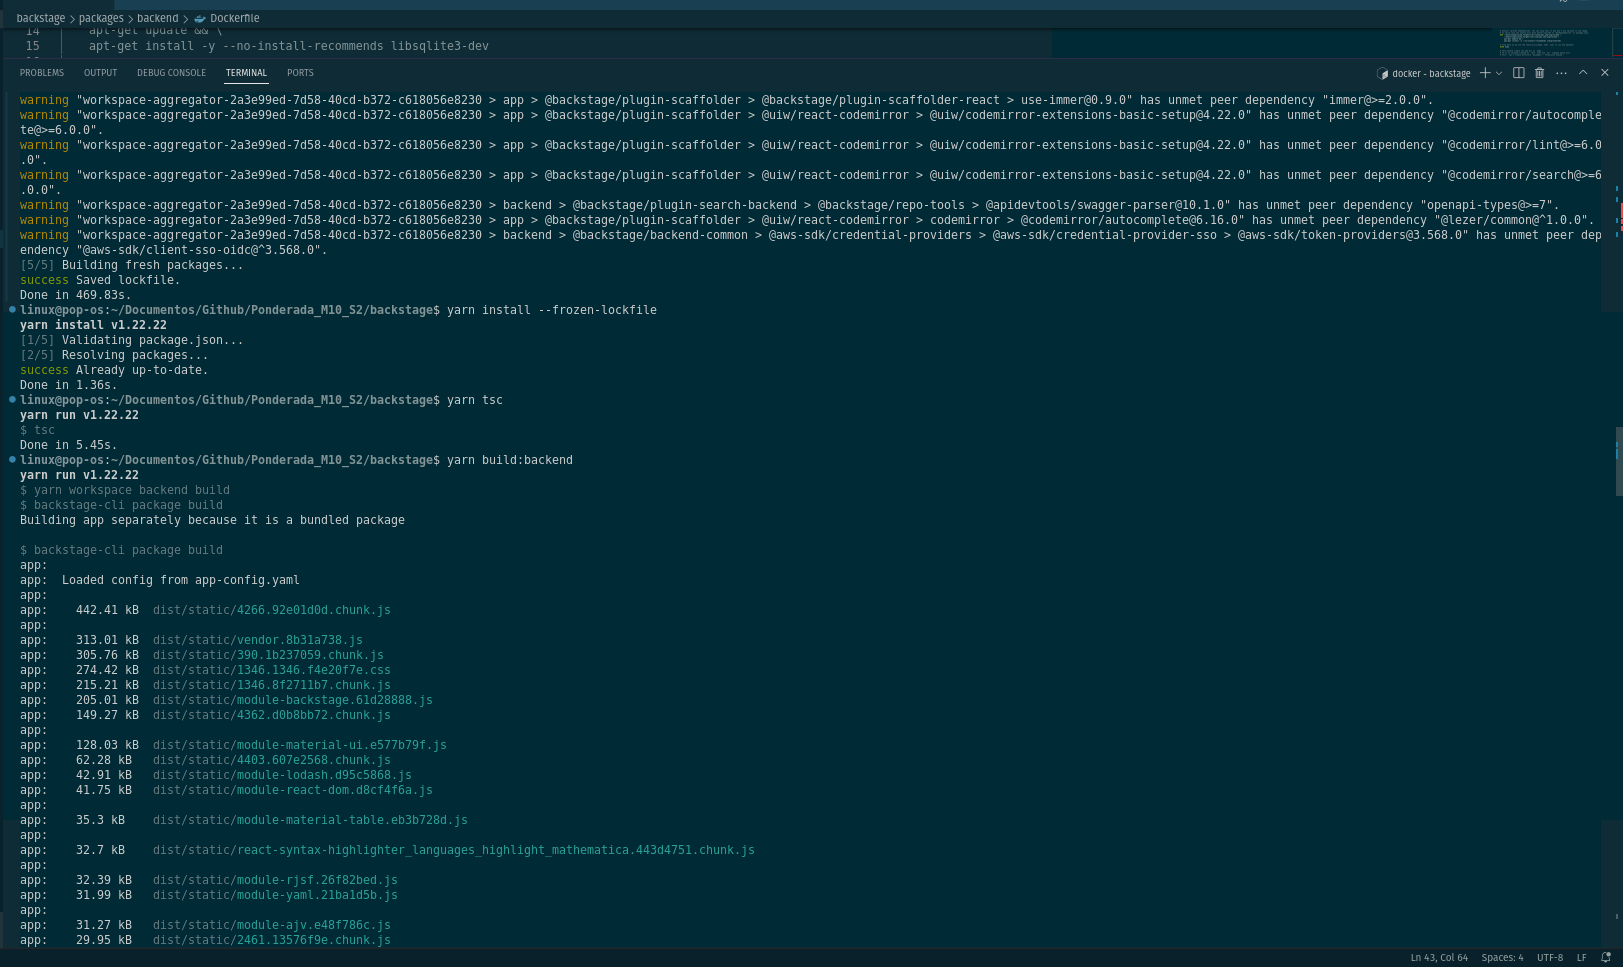 backstage > packages > backend > Dockerfile
14 apt-get update && \
15 apt-get install -y --no-install-recommends libsqlite3-dev
PROBLEMS OUTPUT DEBUG CONSOLE TERMINAL PORTS docker - backstage
warning "workspace-aggregator-2a3e99ed-7d58-40cd-b372-c618056e8230 > app > @backstage/plugin-scaffolder > @backstage/plugin-scaffolder-react > use-immer@0.9.0" has unmet peer dependency "immer@>=2.0.0".
warning "workspace-aggregator-2a3e99ed-7d58-40cd-b372-c618056e8230 > app > @backstage/plugin-scaffolder > @uiw/react-codemirror > @uiw/codemirror-extensions-basic-setup@4.22.0" has unmet peer dependency "@codemirror/autocomple
te@>=6.0.0".
warning "workspace-aggregator-2a3e99ed-7d58-40cd-b372-c618056e8230 > app > @backstage/plugin-scaffolder > @uiw/react-codemirror > @uiw/codemirror-extensions-basic-setup@4.22.0" has unmet peer dependency "@codemirror/lint@>=6.0
.0".
warning "workspace-aggregator-2a3e99ed-7d58-40cd-b372-c618056e8230 > app > @backstage/plugin-scaffolder > @uiw/react-codemirror > @uiw/codemirror-extensions-basic-setup@4.22.0" has unmet peer dependency "@codemirror/search@>=6
.0.0".
warning "workspace-aggregator-2a3e99ed-7d58-40cd-b372-c618056e8230 > backend > @backstage/plugin-search-backend > @backstage/repo-tools > @apidevtools/swagger-parser@10.1.0" has unmet peer dependency "openapi-types@>=7".
warning "workspace-aggregator-2a3e99ed-7d58-40cd-b372-c618056e8230 > app > @backstage/plugin-scaffolder > @uiw/react-codemirror > codemirror > @codemirror/autocomplete@6.16.0" has unmet peer dependency "@lezer/common@^1.0.0".
warning "workspace-aggregator-2a3e99ed-7d58-40cd-b372-c618056e8230 > backend > @backstage/backend-common > @aws-sdk/credential-providers > @aws-sdk/credential-provider-sso > @aws-sdk/token-providers@3.568.0" has unmet peer dep
endency "@aws-sdk/client-sso-oidc@^3.568.0".
[5/5] Building fresh packages...
success Saved lockfile.
Done in 469.83s.
linux@pop-os:~/Documentos/Github/Ponderada_M10_S2/backstage$ yarn install --frozen-lockfile
yarn install v1.22.22
[1/5] Validating package.json...
[2/5] Resolving packages...
success Already up-to-date.
Done in 1.36s.
linux@pop-os:~/Documentos/Github/Ponderada_M10_S2/backstage$ yarn tsc
yarn run v1.22.22
$ tsc
Done in 5.45s.
linux@pop-os:~/Documentos/Github/Ponderada_M10_S2/backstage$ yarn build:backend
yarn run v1.22.22
$ yarn workspace backend build
$ backstage-cli package build
Building app separately because it is a bundled package
$ backstage-cli package build
app:
app: Loaded config from app-config.yaml
app:
app: 442.41 kB dist/static/4266.92e01d0d.chunk.js
app:
app: 313.01 kB dist/static/vendor.8b31a738.js
app: 305.76 kB dist/static/390.1b237059.chunk.js
app: 274.42 kB dist/static/1346.1346.f4e20f7e.css
app: 215.21 kB dist/static/1346.8f2711b7.chunk.js
app: 205.01 kB dist/static/module-backstage.61d28888.js
app: 149.27 kB dist/static/4362.d0b8bb72.chunk.js
app:
app: 128.03 kB dist/static/module-material-ui.e577b79f.js
app: 62.28 kB dist/static/4403.607e2568.chunk.js
app: 42.91 kB dist/static/module-lodash.d95c5868.js
app: 41.75 kB dist/static/module-react-dom.d8cf4f6a.js
app:
app: 35.3 kB dist/static/module-material-table.eb3b728d.js
app:
app: 32.7 kB dist/static/react-syntax-highlighter_languages_highlight_mathematica.443d4751.chunk.js
app:
app: 32.39 kB dist/static/module-rjsf.26f82bed.js
app: 31.99 kB dist/static/module-yaml.21ba1d5b.js
app:
app: 31.27 kB dist/static/module-ajv.e48f786c.js
app: 29.95 kB dist/static/2461.13576f9e.chunk.js
Ln 43, Col 64 Spaces: 4 UTF-8 LF